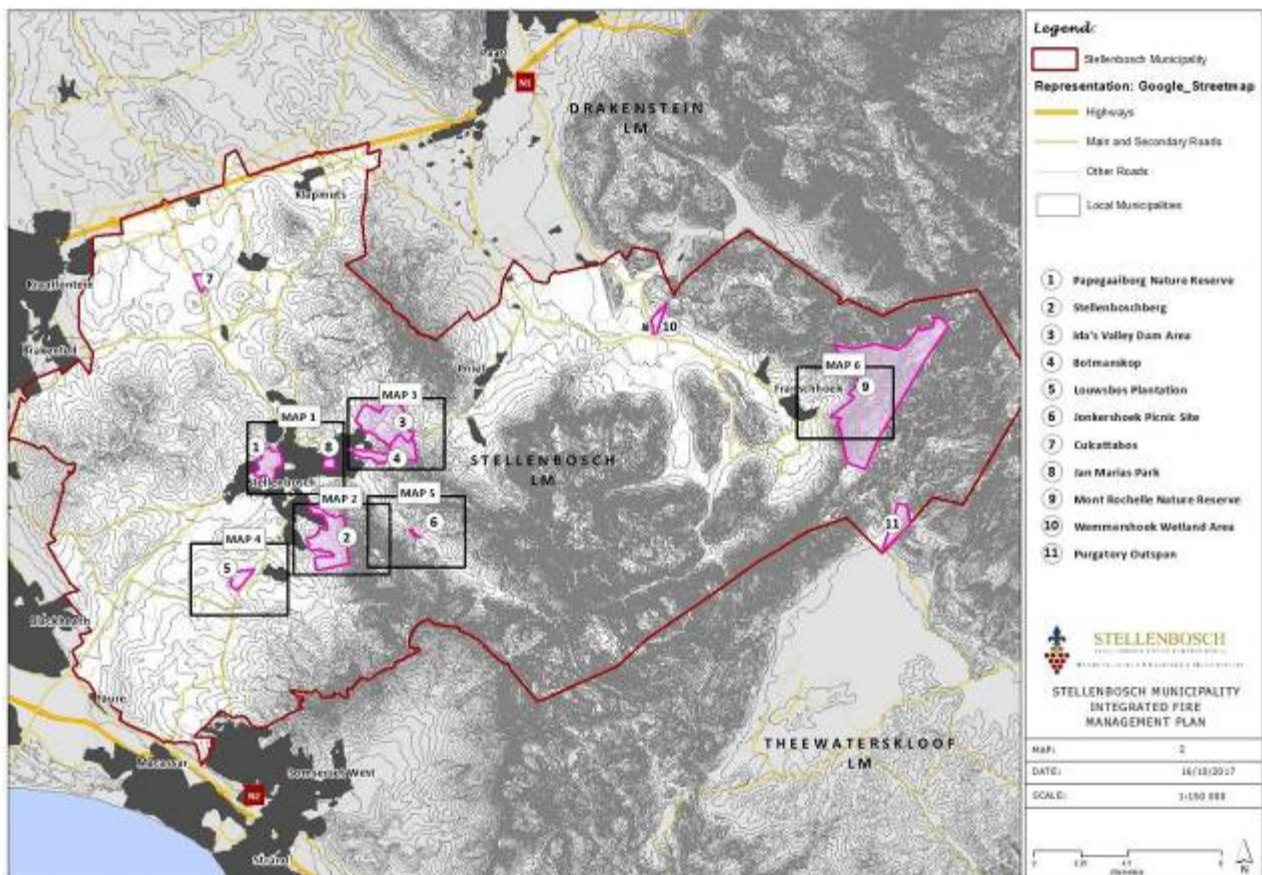 Paarl
N1
DRAKENSTEIN
LM
Klapmuts
7
Kraaifontein
10
Brakenfell
Pniel
Franschhoek
MAP 6
9
MAP 3
3
MAP 1
1
8
4
STELLENBOSCH
LM
Stellenbosch
MAP 2
MAP 5
6
2
11
MAP 4
5
Blackheath
Faure
THEEWATERSKLOOF
LM
Macassar
Somerset West
N2
Strand
Legend:
Stellenbosch Municipality
Representation: Google_Streetmap
Highways
Main and Secondary Roads
Other Roads
Local Municipalities
1 Papegaaiberg Nature Reserve
2 Stellenboschberg
3 Ida's Valley Dam Area
4 Botmanskop
5 Louwsbos Plantation
6 Jonkershoek Picnic Site
7 Culcattabos
8 Jan Marias Park
9 Mont Rochelle Nature Reserve
10 Wemmershoek Wetland Area
11 Purgatory Outspan
STELLENBOSCH
STELLENBOSCH MUNICIPALITY
INTEGRATED FIRE
MANAGEMENT PLAN
MAP: 2
DATE: 16/10/2017
SCALE: 1:150 000
N